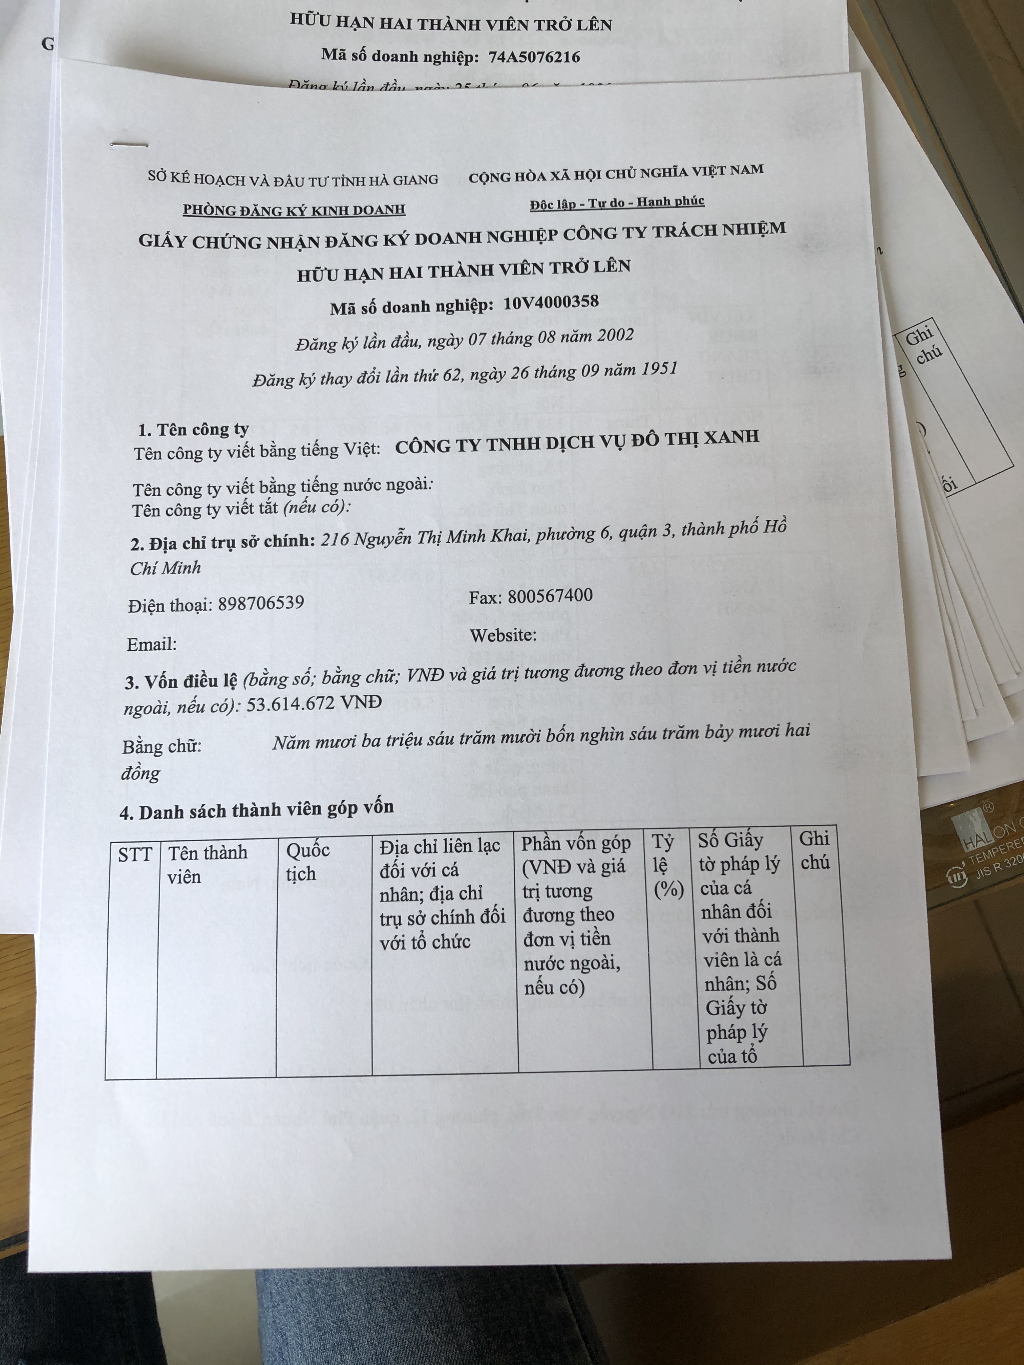 HỮU HẠN HAI THÀNH VIÊN TRỞ LÊN
G
Mã số doanh nghiệp: 74A5076216
Đăng ký lần đầu, ngày
SỞ KẾ HOẠCH VÀ ĐẦU TƯ TỈNH HÀ GIANG
CỘNG HÒA XÃ HỘI CHỦ NGHĨA VIỆT NAM
PHÒNG ĐĂNG KÝ KINH DOANH
Độc lập - Tự do - Hạnh phúc
GIẤY CHỨNG NHẬN ĐĂNG KÝ DOANH NGHIỆP CÔNG TY TRÁCH NHIỆM
HỮU HẠN HAI THÀNH VIÊN TRỞ LÊN
Mã số doanh nghiệp: 10V4000358
Đăng ký lần đầu, ngày 07 tháng 08 năm 2002
Đăng ký thay đổi lần thứ 62, ngày 26 tháng 09 năm 1951
1. Tên công ty
Tên công ty viết bằng tiếng Việt: CÔNG TY TNHH DỊCH VỤ ĐÔ THỊ XANH
Tên công ty viết bằng tiếng nước ngoài:
Tên công ty viết tắt (nếu có):
2. Địa chỉ trụ sở chính: 216 Nguyễn Thị Minh Khai, phường 6, quận 3, thành phố Hồ
Chí Minh
Điện thoại: 898706539
Fax: 800567400
Email:
Website:
3. Vốn điều lệ (bằng số; bằng chữ; VNĐ và giá trị tương đương theo đơn vị tiền nước
ngoài, nếu có): 53.614.672 VNĐ
Bằng chữ: Năm mươi ba triệu sáu trăm mười bốn nghìn sáu trăm bảy mươi hai
đồng
4. Danh sách thành viên góp vốn
STT
Tên thành
viên
Quốc
tịch
Địa chỉ liên lạc
đối với cá
nhân; địa chỉ
trụ sở chính đối
với tổ chức
Phần vốn góp
(VNĐ và giá
trị tương
đương theo
đơn vị tiền
nước ngoài,
nếu có)
Tỷ
lệ
(%)
Số Giấy
tờ pháp lý
của cá
nhân đối
với thành
viên là cá
nhân; Số
Giấy tờ
pháp lý
của tổ
Ghi
chú
Ghi
chú
HALON
TEMPERED
JIS R 320